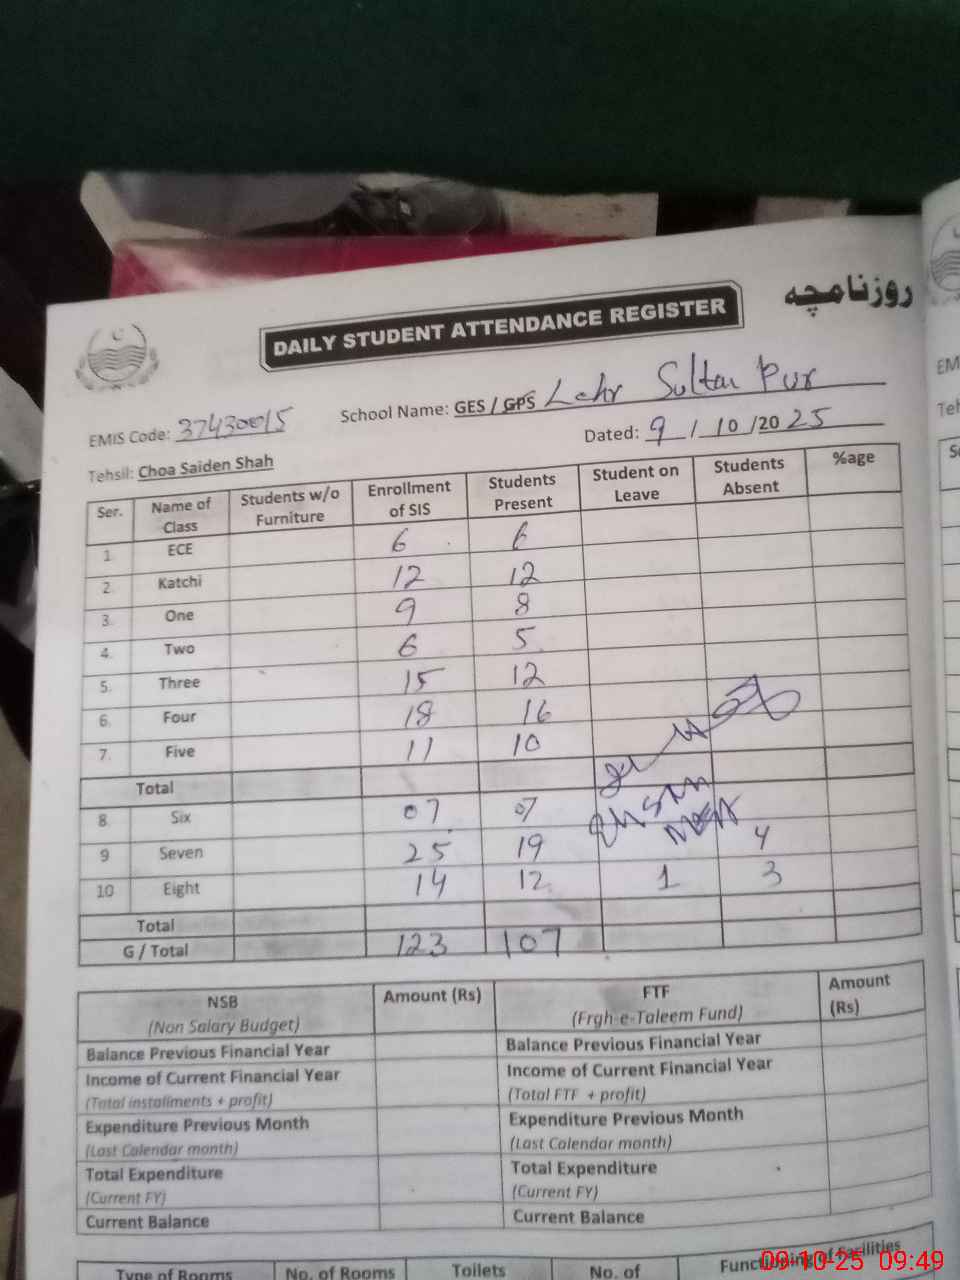 روزنامچہ
DAILY STUDENT ATTENDANCE REGISTER
EMIS Code: 37430015 School Name: GES / GPS Lehr Sultan Pur
Tehsil: Choa Saiden Shah Dated: 9 / 10 /2025
Ser. Name of Class Students w/o Furniture Enrollment of SIS Students Present Student on Leave Students Absent %age
1. ECE 6 6
2. Katchi 12 12
3. One 9 8
4. Two 6 5
5. Three 15 12
6. Four 18 16
7. Five 11 10
Total
8. Six 07 07
9 Seven 25 19 4
10 Eight 14 12 1 3
Total
G / Total 123 107
NSB (Non Salary Budget) Amount (Rs) FTF (Frgh-e-Taleem Fund) Amount (Rs)
Balance Previous Financial Year Balance Previous Financial Year
Income of Current Financial Year Income of Current Financial Year
(Total instaliments + profit) (Total FTF + profit)
Expenditure Previous Month Expenditure Previous Month
(Last Calendar month) (Last Calendar month)
Total Expenditure Total Expenditure
(Current FY) (Current FY)
Current Balance Current Balance
Type of Rooms No. of Rooms Toilets No. of Functioning of Facilities
09-10-25 09:49